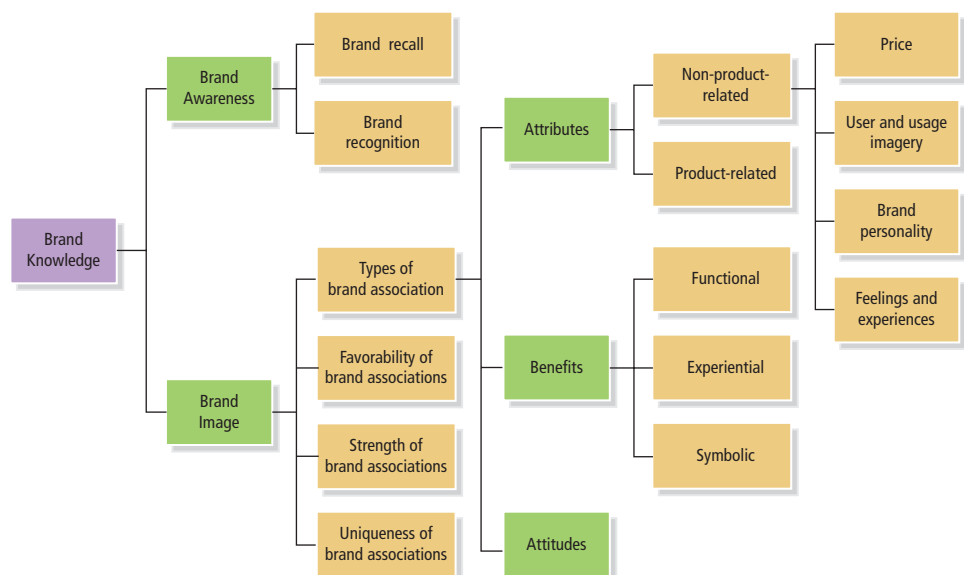 Brand
Knowledge
Brand
Awareness
Brand recall
Brand
recognition
Brand
Image
Types of
brand association
Favorability of
brand associations
Strength of
brand associations
Uniqueness of
brand associations
Attributes
Non-product-
related
Product-related
Price
User and usage
imagery
Brand
personality
Feelings and
experiences
Benefits
Functional
Experiential
Symbolic
Attitudes